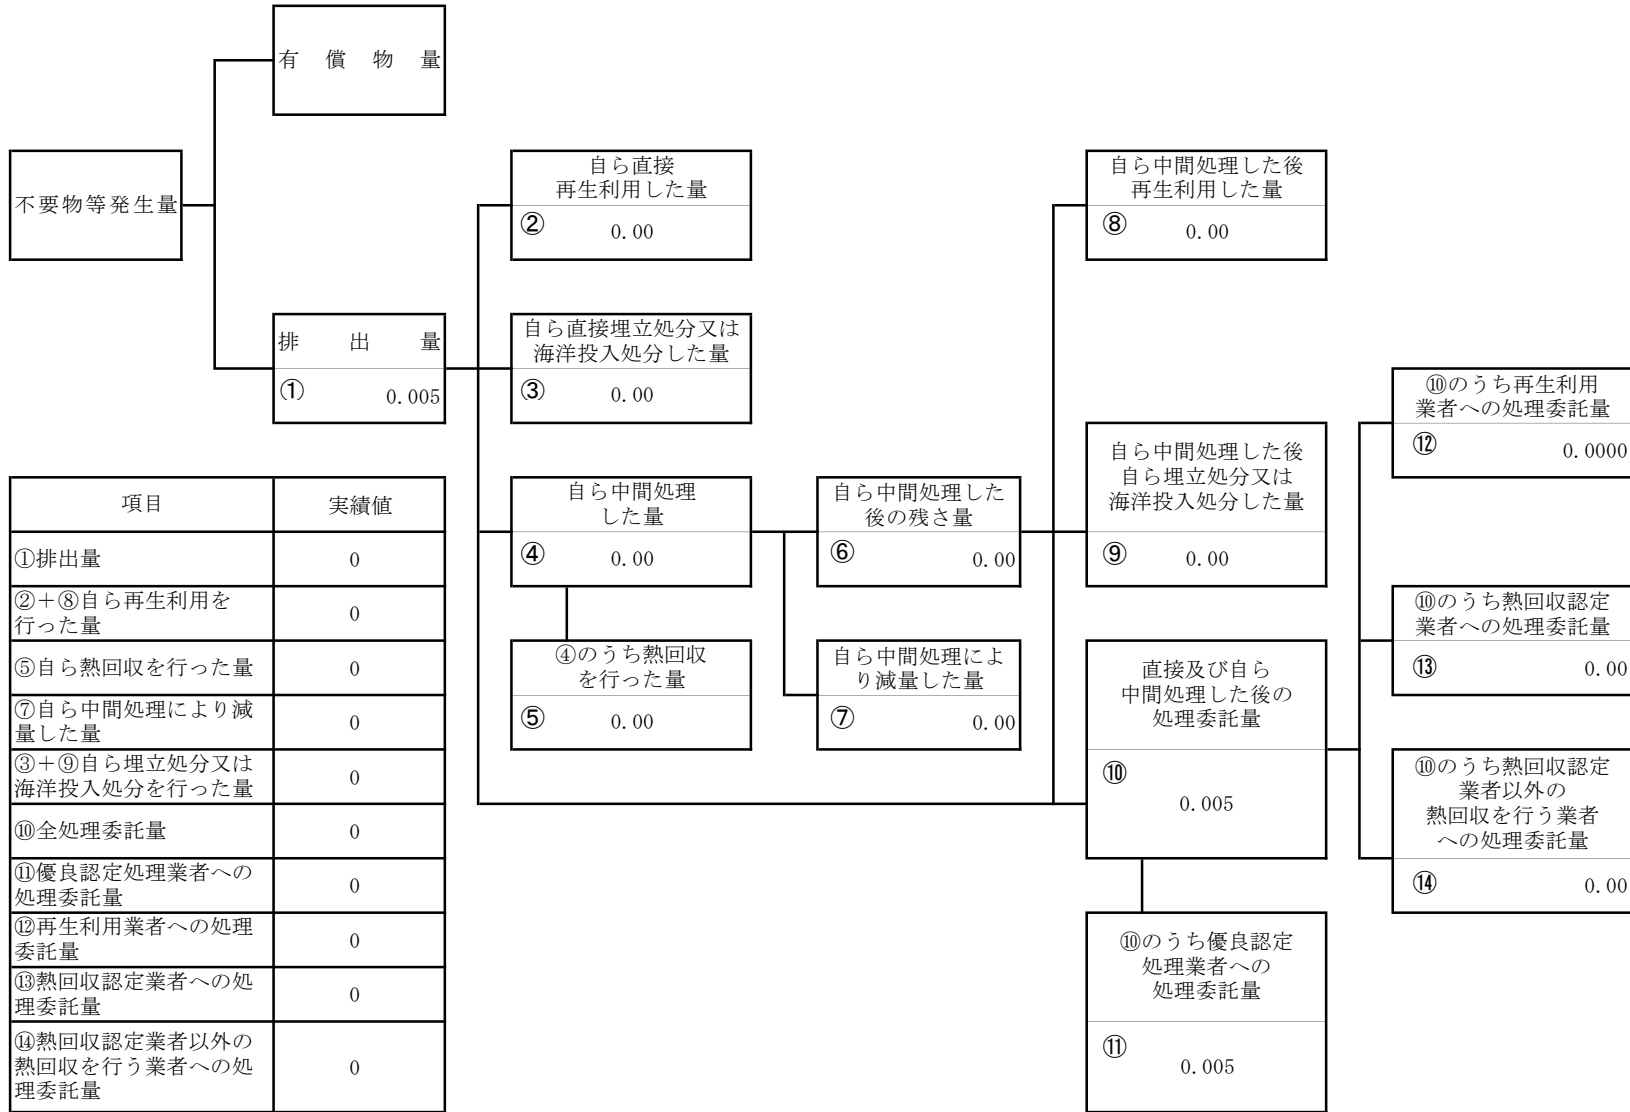 有償物量
不要物等発生量
排出量
① 0.005
自ら直接
再生利用した量
② 0.00
自ら直接埋立処分又は
海洋投入処分した量
③ 0.00
自ら中間処理
した量
④ 0.00
④のうち熱回収
を行った量
⑤ 0.00
自ら中間処理した
後の残さ量
⑥ 0.00
自ら中間処理によ
り減量した量
⑦ 0.00
自ら中間処理した後
再生利用した量
⑧ 0.00
自ら中間処理した後
自ら埋立処分又は
海洋投入処分した量
⑨ 0.00
直接及び自ら
中間処理した後の
処理委託量
⑩
0.005
⑩のうち優良認定
処理業者への
処理委託量
⑪
0.005
⑩のうち再生利用
業者への処理委託量
⑫ 0.0000
⑩のうち熱回収認定
業者への処理委託量
⑬ 0.00
⑩のうち熱回収認定
業者以外の
熱回収を行う業者
への処理委託量
⑭ 0.00
項目 実績値
①排出量 0
②＋⑧自ら再生利用を
行った量 0
⑤自ら熱回収を行った量 0
⑦自ら中間処理により減
量した量 0
③＋⑨自ら埋立処分又は
海洋投入処分を行った量 0
⑩全処理委託量 0
⑪優良認定処理業者への
処理委託量 0
⑫再生利用業者への処理
委託量 0
⑬熱回収認定業者への処
理委託量 0
⑭熱回収認定業者以外の
熱回収を行う業者への処
理委託量 0